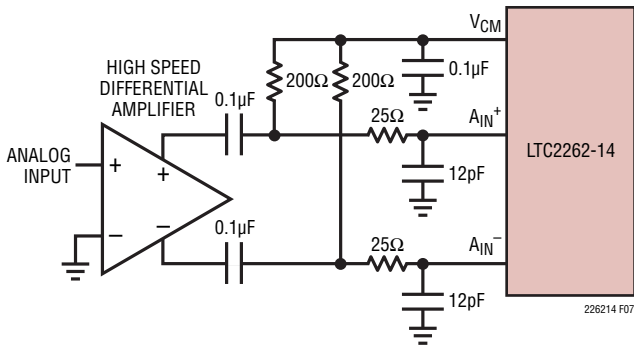 V_CM
HIGH SPEED
DIFFERENTIAL
AMPLIFIER
200Ω
200Ω
0.1µF
0.1µF
25Ω
A_IN^+
LTC2262-14
ANALOG
INPUT
+
+
12pF
–
–
0.1µF
25Ω
A_IN^–
12pF
226214 F07